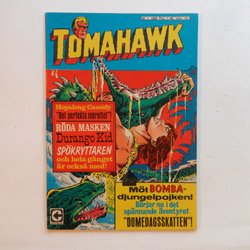 TOMAHAWK
Hopalong Cassidy
"Det perfekta inbrottet"
RÖDA MASKEN
Durango Kid
SPÖKRYTTAREN
och hela gänget
är också med!
Möt BOMBA-
djungelpojken!
Börjar nu i det
spännande äventyret
"DOMEDAGSSKATTEN"